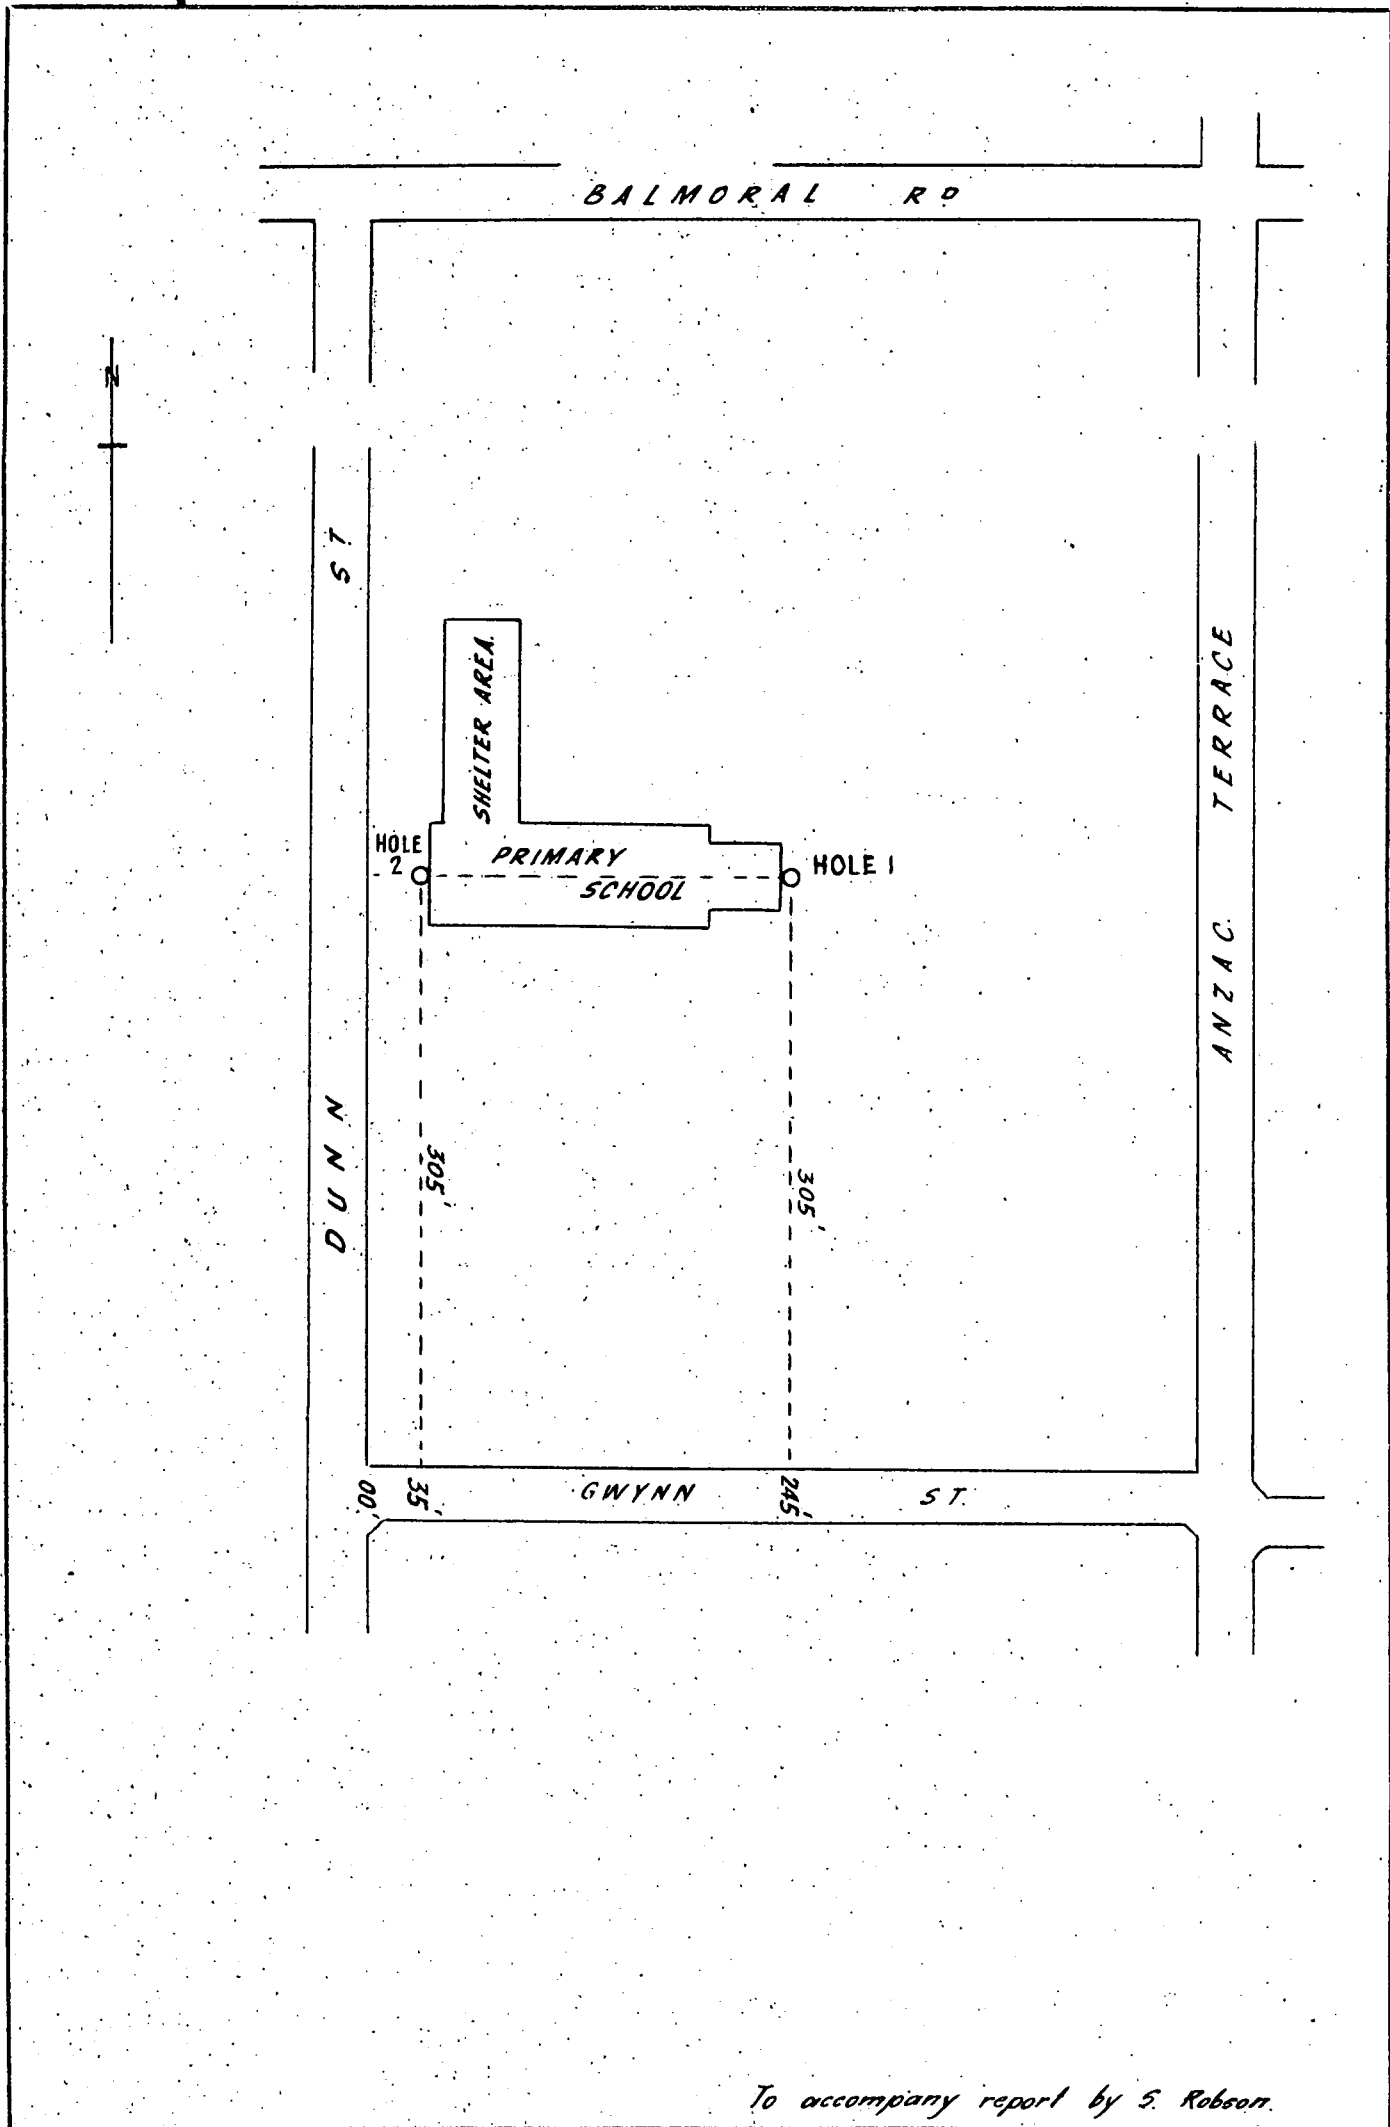 BALMORAL RD
N
DUNN ST
SHELTER AREA.
ANZAC TERRACE
HOLE
2
PRIMARY
SCHOOL
HOLE 1
305'
305'
00'
35'
GWYNN ST.
245'
To accompany report by S. Robson.